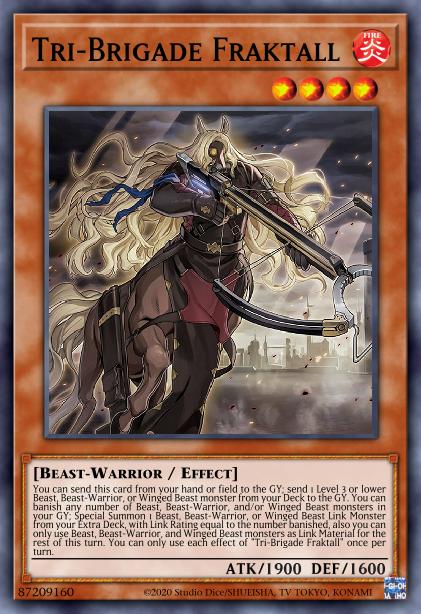 Tri-Brigade Fraktall
FIRE
炎
[Beast-Warrior / Effect]
You can send this card from your hand or field to the GY; send 1 Level 3 or lower
Beast, Beast-Warrior, or Winged Beast monster from your Deck to the GY. You can
banish any number of Beast, Beast-Warrior, and/or Winged Beast monsters in
your GY; Special Summon 1 Beast, Beast-Warrior, or Winged Beast Link Monster
from your Extra Deck, with Link Rating equal to the number banished, also you can
only use Beast, Beast-Warrior, and Winged Beast monsters as Link Material for the
rest of this turn. You can only use each effect of "Tri-Brigade Fraktall" once per
turn.
ATK/1900 DEF/1600
87209160 ©2020 Studio Dice/SHUEISHA, TV TOKYO, KONAMI